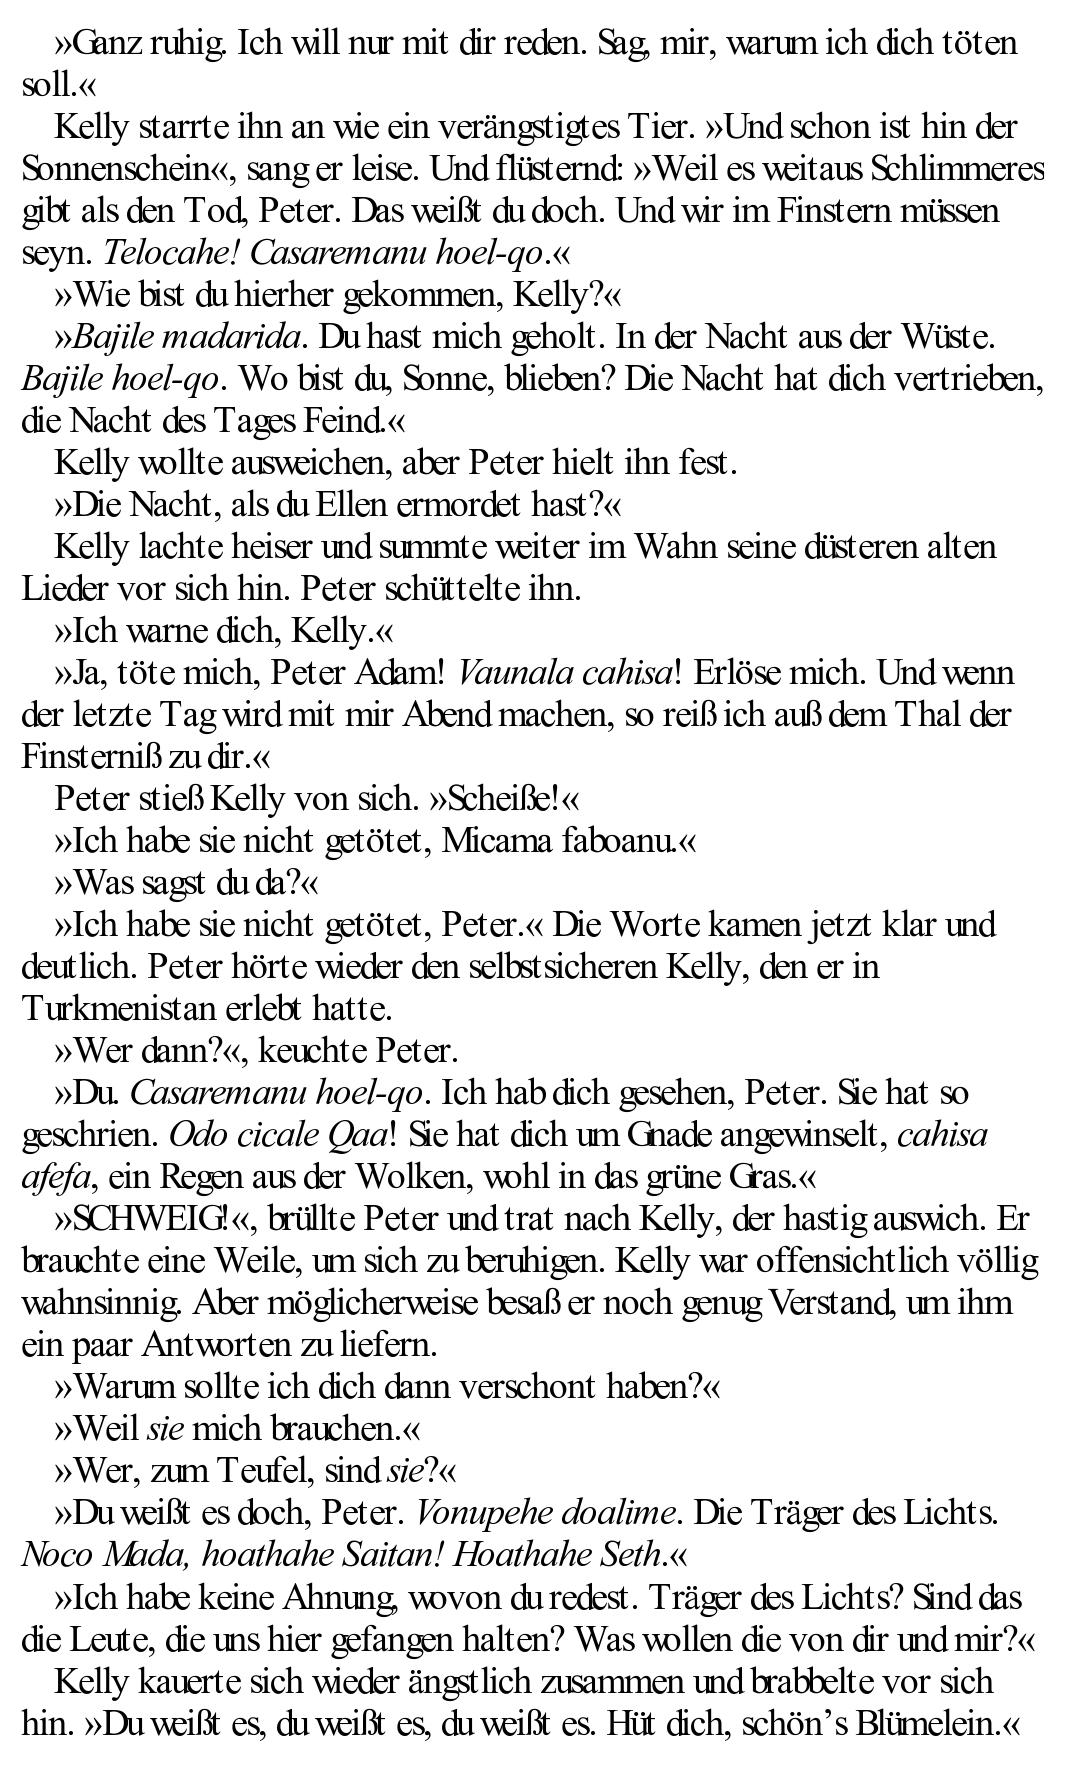 »Ganz ruhig. Ich will nur mit dir reden. Sag, mir, warum ich dich töten
soll.«
Kelly starrte ihn an wie ein verängstigtes Tier. »Und schon ist hin der
Sonnenschein«, sang er leise. Und flüsternd: »Weil es weitaus Schlimmeres
gibt als den Tod, Peter. Das weißt du doch. Und wir im Finstern müssen
seyn. Telocahe! Casaremanu hoel-qo.«
»Wie bist du hierher gekommen, Kelly?«
»Bajile madarida. Du hast mich geholt. In der Nacht aus der Wüste.
Bajile hoel-qo. Wo bist du, Sonne, blieben? Die Nacht hat dich vertrieben,
die Nacht des Tages Feind.«
Kelly wollte ausweichen, aber Peter hielt ihn fest.
»Die Nacht, als du Ellen ermordet hast?«
Kelly lachte heiser und summte weiter im Wahn seine düsteren alten
Lieder vor sich hin. Peter schüttelte ihn.
»Ich warne dich, Kelly.«
»Ja, töte mich, Peter Adam! Vaunala cahisa! Erlöse mich. Und wenn
der letzte Tag wird mit mir Abend machen, so reiß ich auß dem Thal der
Finsterniß zu dir.«
Peter stieß Kelly von sich. »Scheiße!«
»Ich habe sie nicht getötet, Micama faboanu.«
»Was sagst du da?«
»Ich habe sie nicht getötet, Peter.« Die Worte kamen jetzt klar und
deutlich. Peter hörte wieder den selbstsicheren Kelly, den er in
Turkmenistan erlebt hatte.
»Wer dann?«, keuchte Peter.
»Du. Casaremanu hoel-qo. Ich hab dich gesehen, Peter. Sie hat so
geschrien. Odo cicale Qaa! Sie hat dich um Gnade angewinselt, cahisa
afefa, ein Regen aus der Wolken, wohl in das grüne Gras.«
»SCHWEIG!«, brüllte Peter und trat nach Kelly, der hastig auswich. Er
brauchte eine Weile, um sich zu beruhigen. Kelly war offensichtlich völlig
wahnsinnig. Aber möglicherweise besaß er noch genug Verstand, um ihm
ein paar Antworten zu liefern.
»Warum sollte ich dich dann verschont haben?«
»Weil sie mich brauchen.«
»Wer, zum Teufel, sind sie?«
»Du weißt es doch, Peter. Vonupehe doalime. Die Träger des Lichts.
Noco Mada, hoathahe Saitan! Hoathahe Seth.«
»Ich habe keine Ahnung, wovon du redest. Träger des Lichts? Sind das
die Leute, die uns hier gefangen halten? Was wollen die von dir und mir?«
Kelly kauerte sich wieder ängstlich zusammen und brabbelte vor sich
hin. »Du weißt es, du weißt es, du weißt es. Hüt dich, schön’s Blümelein.«